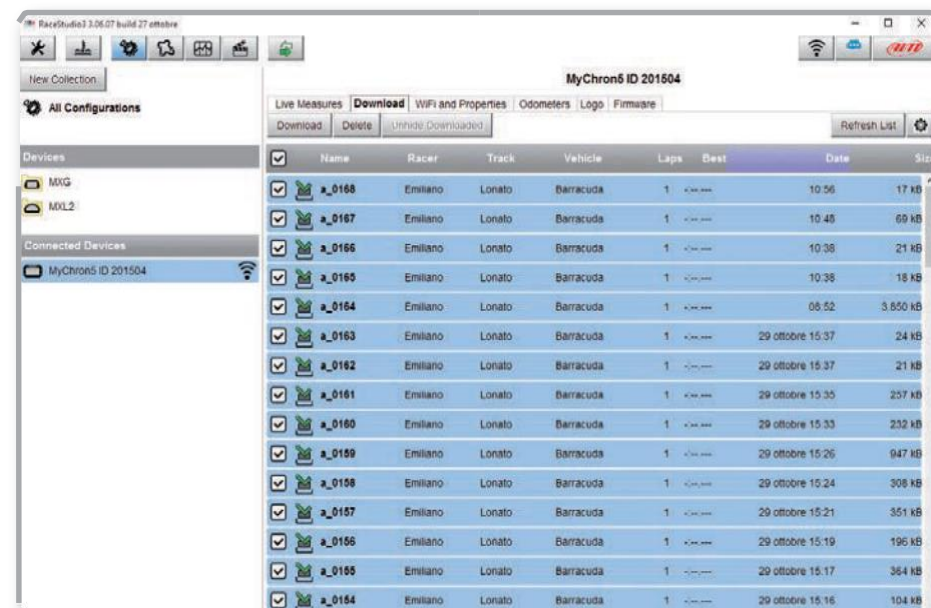 RaceStudio3 3.06.07 build 27 ottobre
AiM
New Collection
MyChron5 ID 201504
All Configurations
Live Measures Download WiFi and Properties Odometers Logo Firmware
Download Delete Unhide Downloaded Refresh List
Devices
Name Racer Track Vehicle Laps Best Date Size
MXG
MXL2
Connected Devices
MyChron5 ID 201504
a_0168 Emiliano Lonato Barracuda 1 -:--.--- 10:56 17 kB
a_0167 Emiliano Lonato Barracuda 1 -:--.--- 10:48 69 kB
a_0166 Emiliano Lonato Barracuda 1 -:--.--- 10:38 21 kB
a_0165 Emiliano Lonato Barracuda 1 -:--.--- 10:38 18 kB
a_0164 Emiliano Lonato Barracuda 1 -:--.--- 08:52 3.850 kB
a_0163 Emiliano Lonato Barracuda 1 -:--.--- 29 ottobre 15:37 24 kB
a_0162 Emiliano Lonato Barracuda 1 -:--.--- 29 ottobre 15:37 21 kB
a_0161 Emiliano Lonato Barracuda 1 -:--.--- 29 ottobre 15:35 257 kB
a_0160 Emiliano Lonato Barracuda 1 -:--.--- 29 ottobre 15:33 232 kB
a_0159 Emiliano Lonato Barracuda 1 -:--.--- 29 ottobre 15:26 947 kB
a_0158 Emiliano Lonato Barracuda 1 -:--.--- 29 ottobre 15:24 308 kB
a_0157 Emiliano Lonato Barracuda 1 -:--.--- 29 ottobre 15:21 351 kB
a_0156 Emiliano Lonato Barracuda 1 -:--.--- 29 ottobre 15:19 196 kB
a_0155 Emiliano Lonato Barracuda 1 -:--.--- 29 ottobre 15:17 364 kB
a_0154 Emiliano Lonato Barracuda 1 -:--.--- 29 ottobre 15:16 104 kB